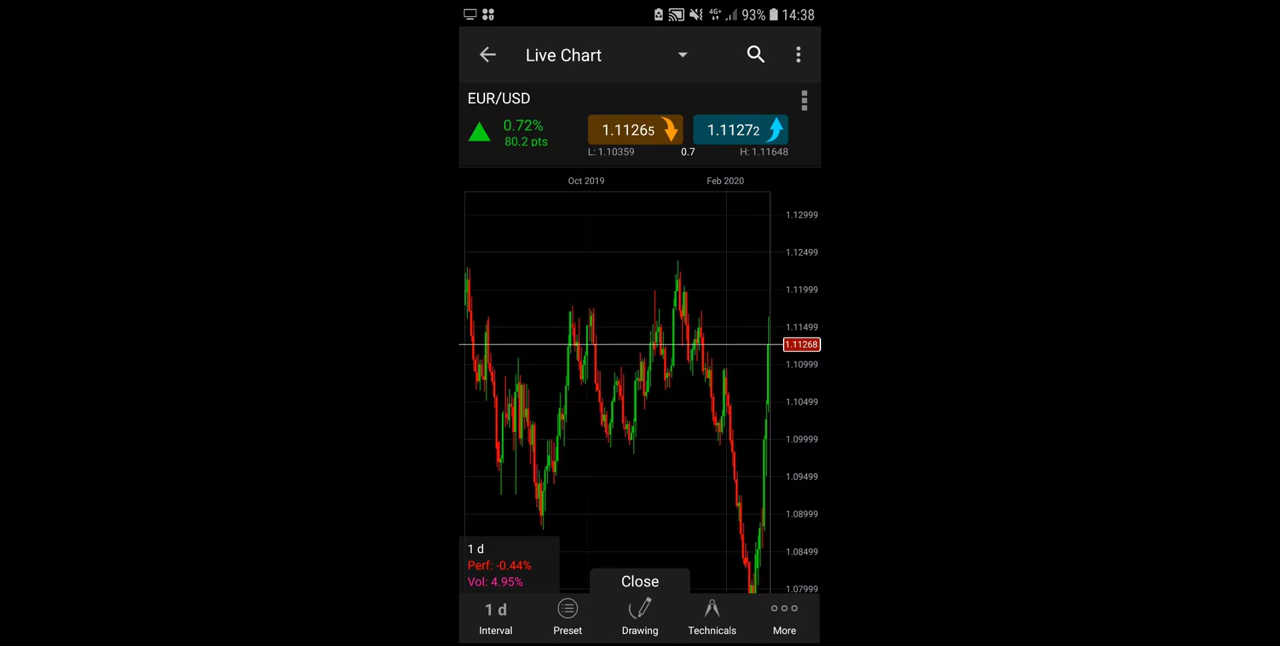 4G+ 93% 14:38
Live Chart
EUR/USD
0.72%
80.2 pts
1.11265
1.11272
L: 1.10359 0.7 H: 1.11648
Oct 2019 Feb 2020
1.12999
1.12499
1.11999
1.11499
1.11268
1.10999
1.10499
1.09999
1.09499
1.08999
1.08499
1.07999
1 d
Perf: -0.44%
Vol: 4.95%
Close
1 d
Interval Preset Drawing Technicals More